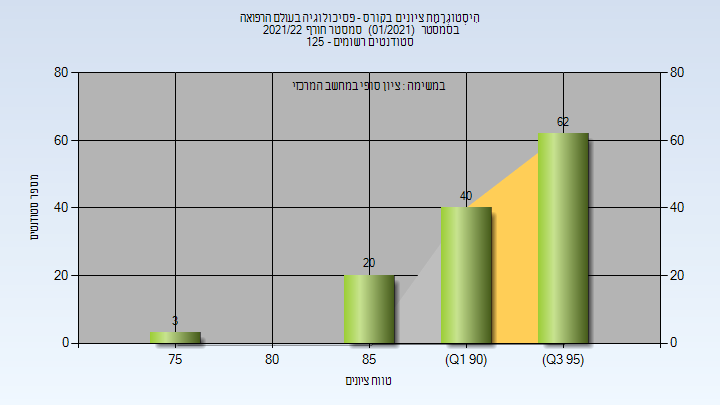 הִיסְטוֹגְרָמַת ציונים בקורס - פסיכולוגיה בעולם הרפואה
בסמסטר (01/2021) סמסטר חורף 2021/22
סטודנטים רשומים - 125
במשימה : ציון סופי במחשב המרכזי
80
60
40
20
0
80
60
40
20
0
מספר סטודנטים
3
20
40
62
75
80
85
(Q1 90)
(Q3 95)
טווח ציונים